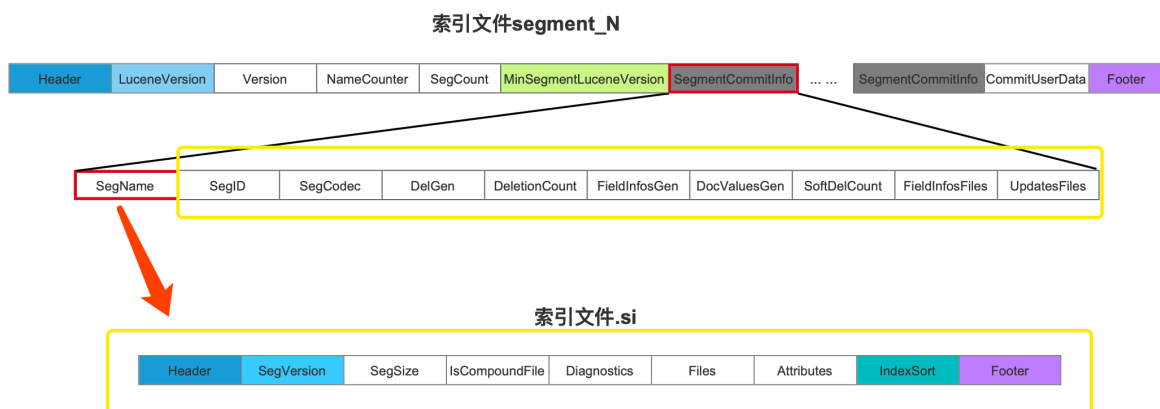 索引文件segment_N
Header LuceneVersion Version NameCounter SegCount MinSegmentLuceneVersion SegmentCommitInfo ... ... SegmentCommitInfo CommitUserData Footer
SegName SegID SegCodec DelGen DeletionCount FieldInfosGen DocValuesGen SoftDelCount FieldInfosFiles UpdatesFiles
索引文件.si
Header SegVersion SegSize IsCompoundFile Diagnostics Files Attributes IndexSort Footer